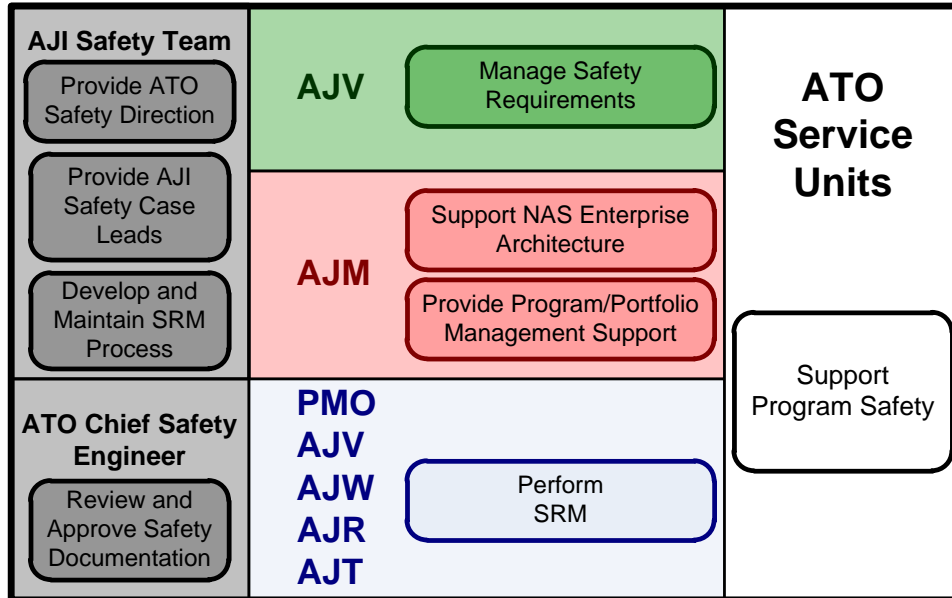 AJI Safety Team
Provide ATO
Safety Direction
Provide AJI
Safety Case
Leads
Develop and
Maintain SRM
Process
ATO Chief Safety
Engineer
Review and
Approve Safety
Documentation
AJV
Manage Safety
Requirements
AJM
Support NAS Enterprise
Architecture
Provide Program/Portfolio
Management Support
PMO
AJV
AJW
AJR
AJT
Perform
SRM
ATO
Service
Units
Support
Program Safety